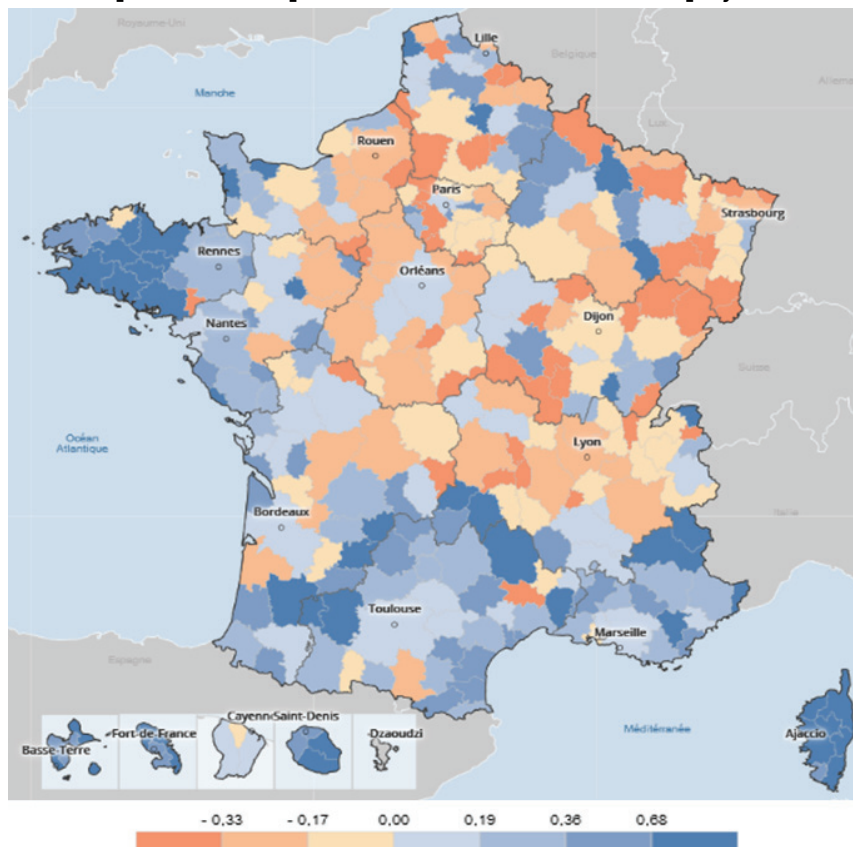 Royaume-Uni
Lille
Belgique
Allema
Manche
Lux.
Rouen
Paris
Strasbourg
Rennes
Orléans
Nantes
Dijon
Suisse
Océan
Atlantique
Lyon
Bordeaux
Toulouse
Marseille
Espagne
Cayenn
Saint-Denis
Fort-de-France
Dzaoudzi
Basse-Terre
Méditerranée
Ajaccio
- 0,33 - 0,17 0,00 0,19 0,36 0,68